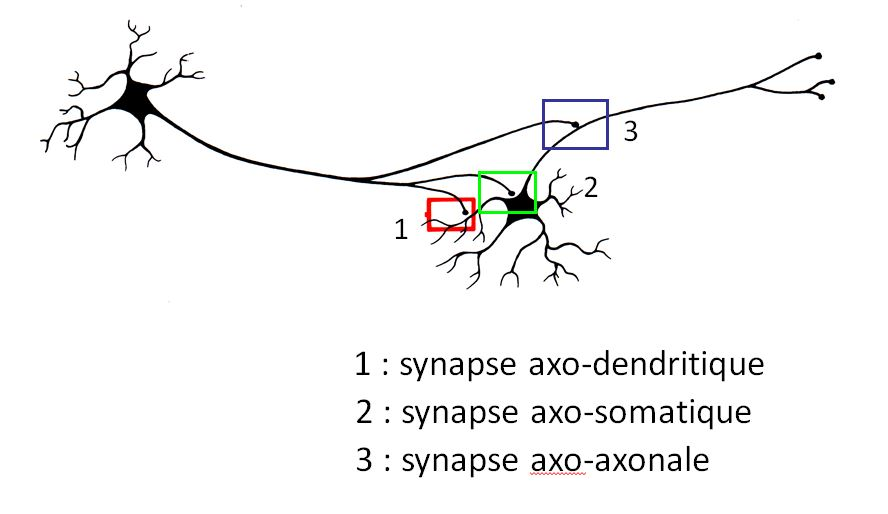 3
2
1
1 : synapse axo-dendritique
2 : synapse axo-somatique
3 : synapse axo-axonale